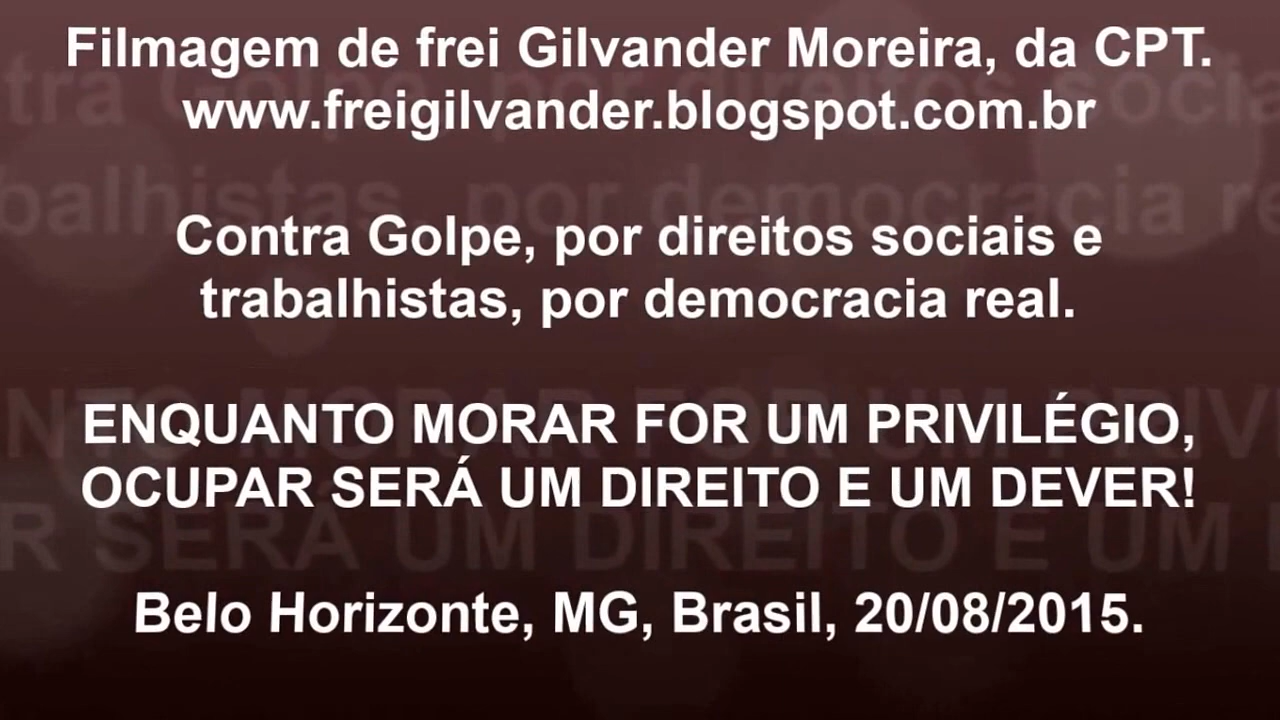 Filmagem de frei Gilvander Moreira, da CPT.
www.freigilvander.blogspot.com.br
Contra Golpe, por direitos sociais e
trabalhistas, por democracia real.
ENQUANTO MORAR FOR UM PRIVILÉGIO,
OCUPAR SERÁ UM DIREITO E UM DEVER!
Belo Horizonte, MG, Brasil, 20/08/2015.